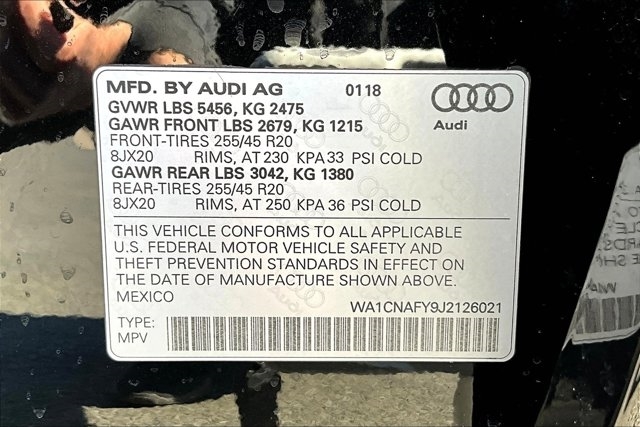 MFD. BY AUDI AG 0118
GVWR LBS 5456, KG 2475
GAWR FRONT LBS 2679, KG 1215
Audi
FRONT-TIRES 255/45 R20
8JX20 RIMS, AT 230 KPA 33 PSI COLD
GAWR REAR LBS 3042, KG 1380
REAR-TIRES 255/45 R20
8JX20 RIMS, AT 250 KPA 36 PSI COLD
THIS VEHICLE CONFORMS TO ALL APPLICABLE
U.S. FEDERAL MOTOR VEHICLE SAFETY AND
THEFT PREVENTION STANDARDS IN EFFECT ON
THE DATE OF MANUFACTURE SHOWN ABOVE.
MEXICO
WA1CNAFY9J2126021
TYPE:
MPV